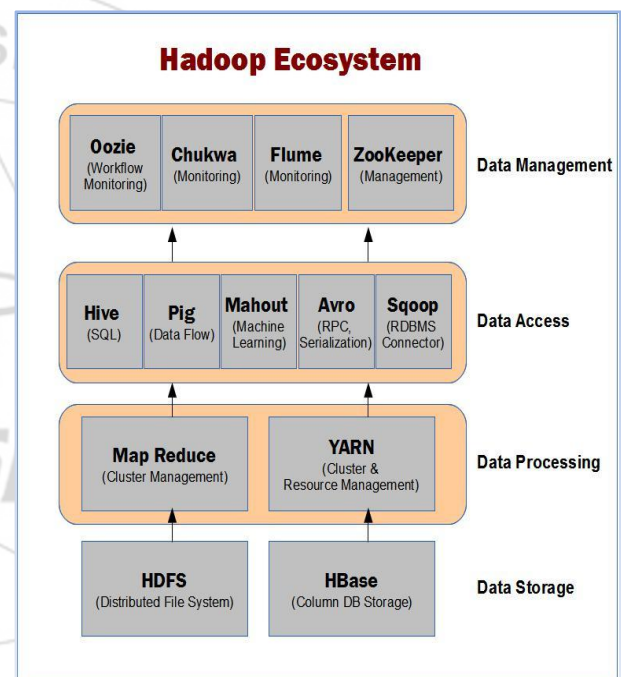 Hadoop Ecosystem
Oozie
(Workflow
Monitoring)
Chukwa
(Monitoring)
Flume
(Monitoring)
ZooKeeper
(Management)
Data Management
Hive
(SQL)
Pig
(Data Flow)
Mahout
(Machine
Learning)
Avro
(RPC,
Serialization)
Sqoop
(RDBMS
Connector)
Data Access
Map Reduce
(Cluster Management)
YARN
(Cluster &
Resource Management)
Data Processing
HDFS
(Distributed File System)
HBase
(Column DB Storage)
Data Storage